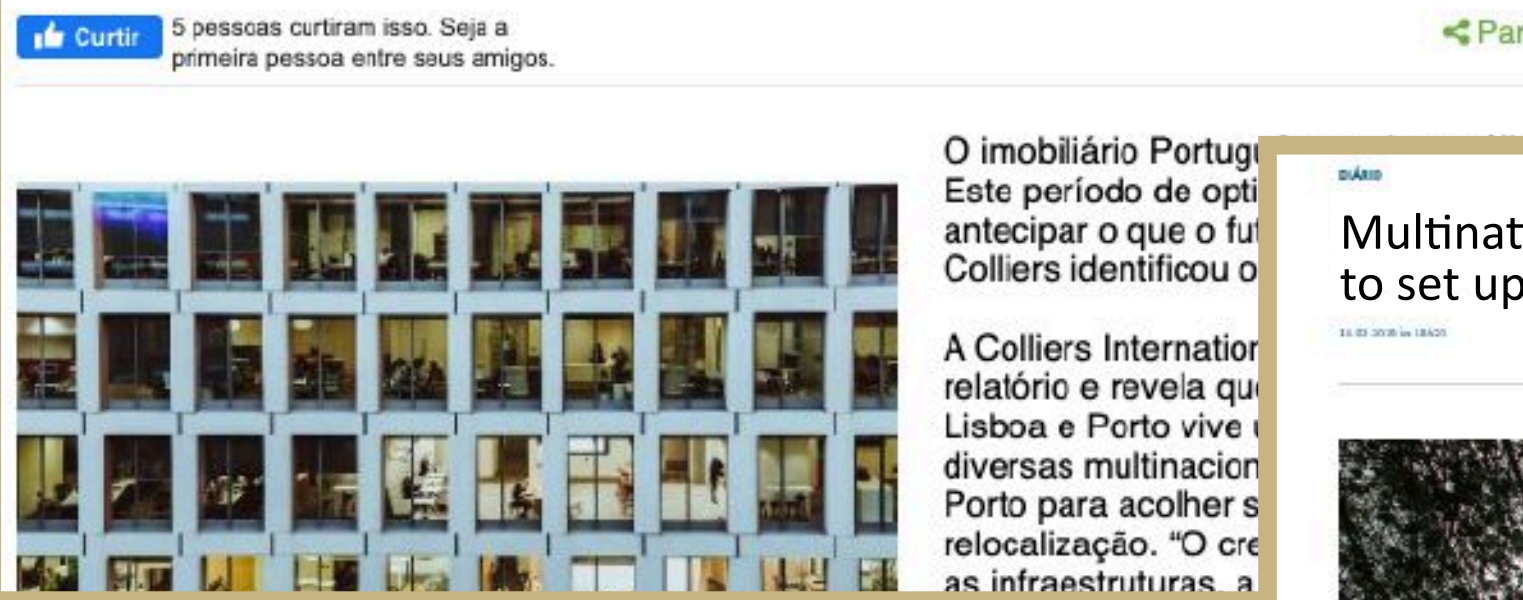 Curtir
5 pessoas curtiram isso. Seja a
primeira pessoa entre seus amigos.
Par
O imobiliário Portugu
Este período de opti
antecipar o que o fut
Colliers identificou o
A Colliers Internation
relatório e revela que
Lisboa e Porto vive u
diversas multinacion
Porto para acolher s
relocalização. “O cre
as infraestruturas, a
DIÁRIO
Multinat
to set up